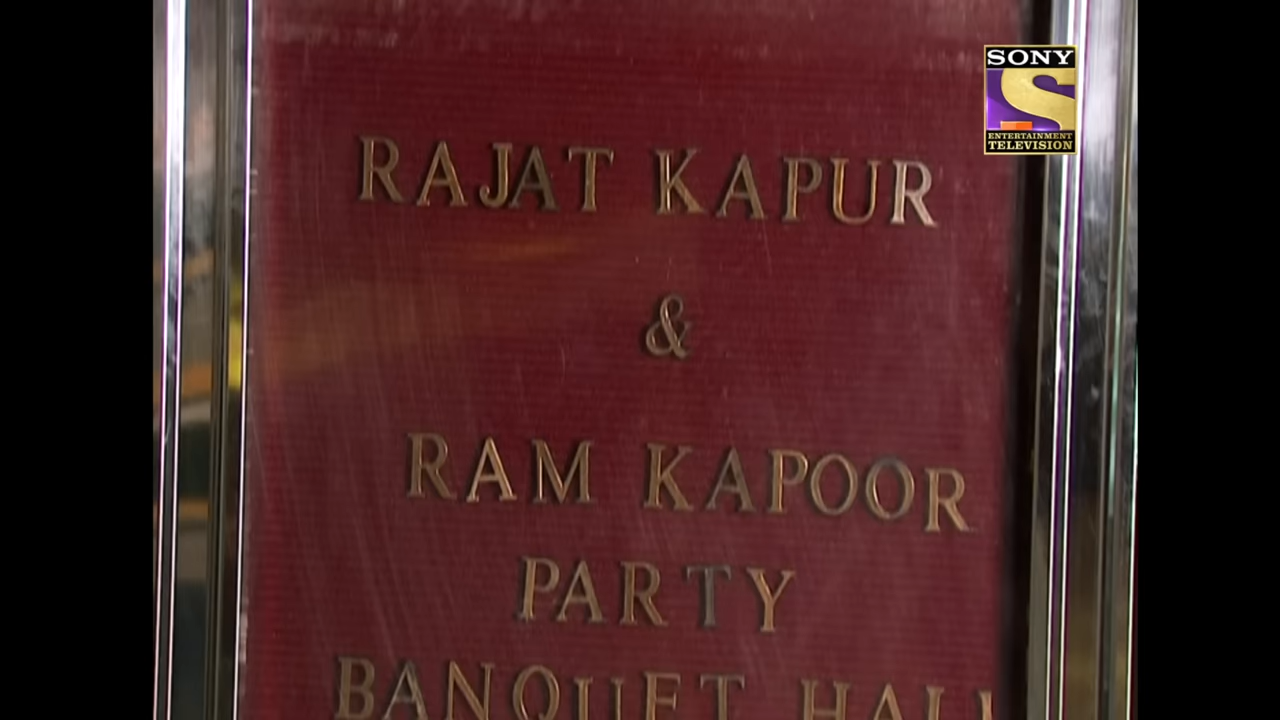 SONY
ENTERTAINMENT
TELEVISION
RAJAT KAPUR
&
RAM KAPOOR
PARTY
BANQUET HALL